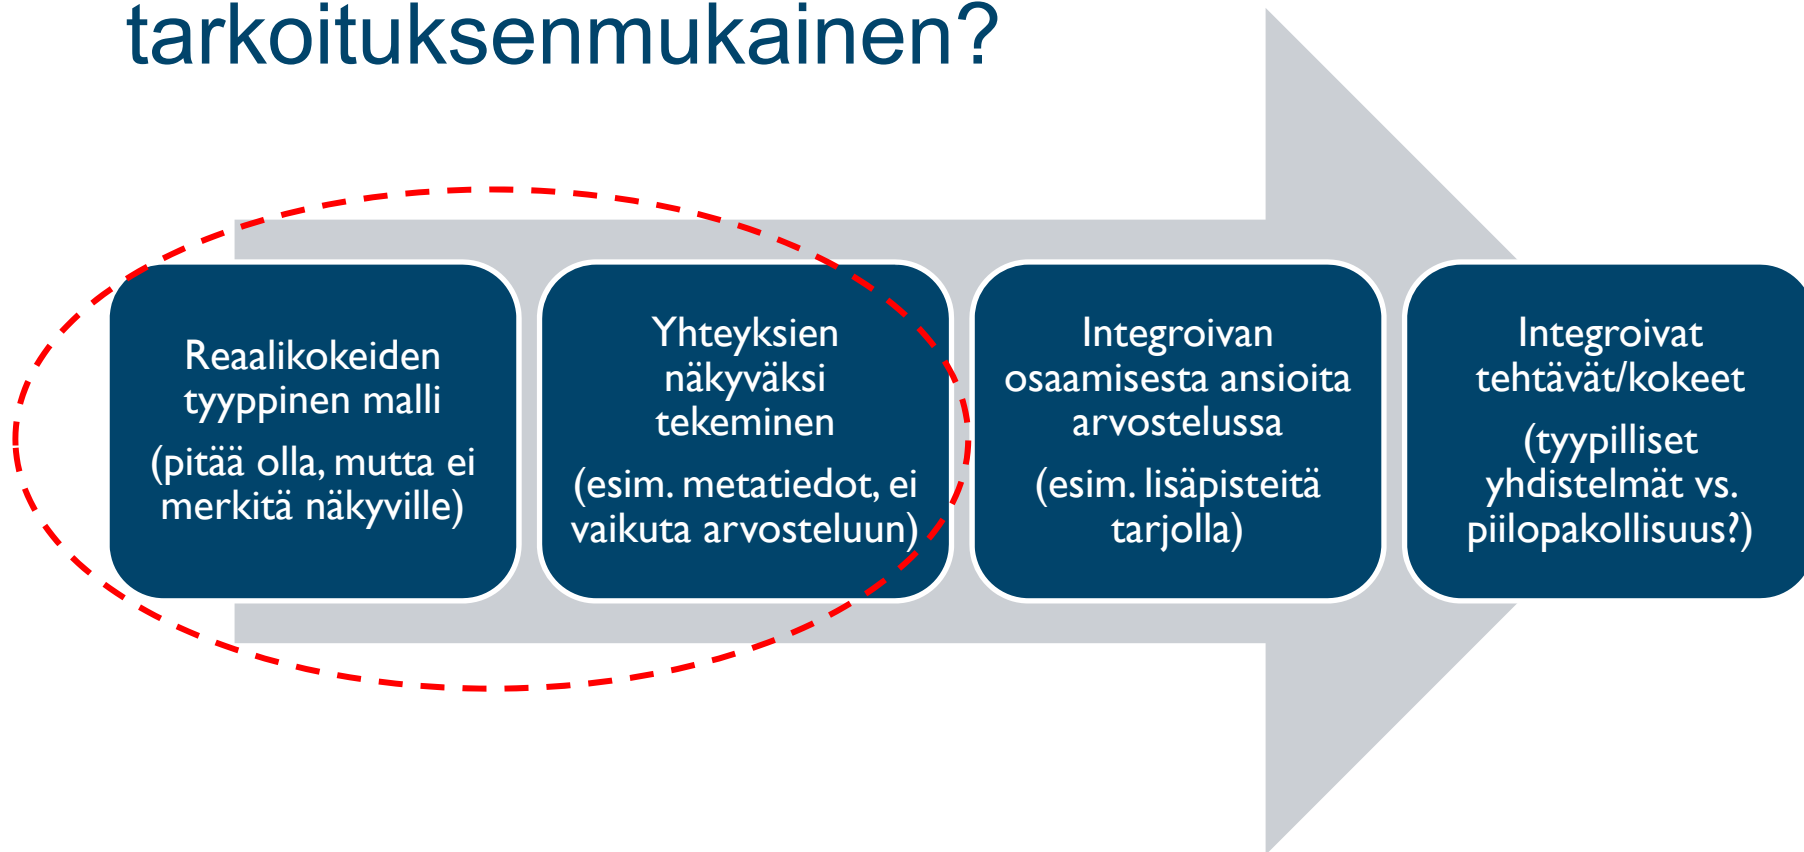 tarkoituksenmukainen?
Reaalikokeiden
tyyppinen malli
(pitää olla, mutta ei
merkitä näkyville)
Yhteyksien
näkyväksi
tekeminen
(esim. metatiedot, ei
vaikuta arvosteluun)
Integroivan
osaamisesta ansioita
arvostelussa
(esim. lisäpisteitä
tarjolla)
Integroivat
tehtävät/kokeet
(tyypilliset
yhdistelmät vs.
piilopakollisuus?)